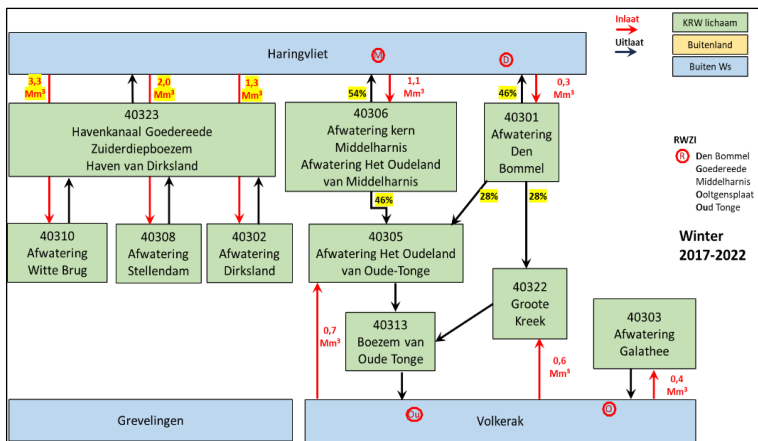 Inlaat
Uitlaat
KRW lichaam
Buitenland
Buiten Ws
Haringvliet
M
D
3,3
Mm³
2,0
Mm³
1,3
Mm³
54%
1,1
Mm³
46%
0,3
Mm³
40323
Havenkanaal Goedereede
Zuiderdiepboezem
Haven van Dirksland
40306
Afwatering kern
Middelharnis
Afwatering Het Oudeland
van Middelharnis
40301
Afwatering
Den
Bommel
RWZI
R Den Bommel
Goedereede
Middelharnis
Ooltgensplaat
Oud Tonge
Winter
2017-2022
46%
28%
28%
40310
Afwatering
Witte Brug
40308
Afwatering
Stellendam
40302
Afwatering
Dirksland
40305
Afwatering Het Oudeland
van Oude-Tonge
40322
Groote
Kreek
40303
Afwatering
Galathee
40313
Boezem van
Oude Tonge
0,7
Mm³
0,6
Mm³
0,4
Mm³
Grevelingen
Ou
Volkerak
O